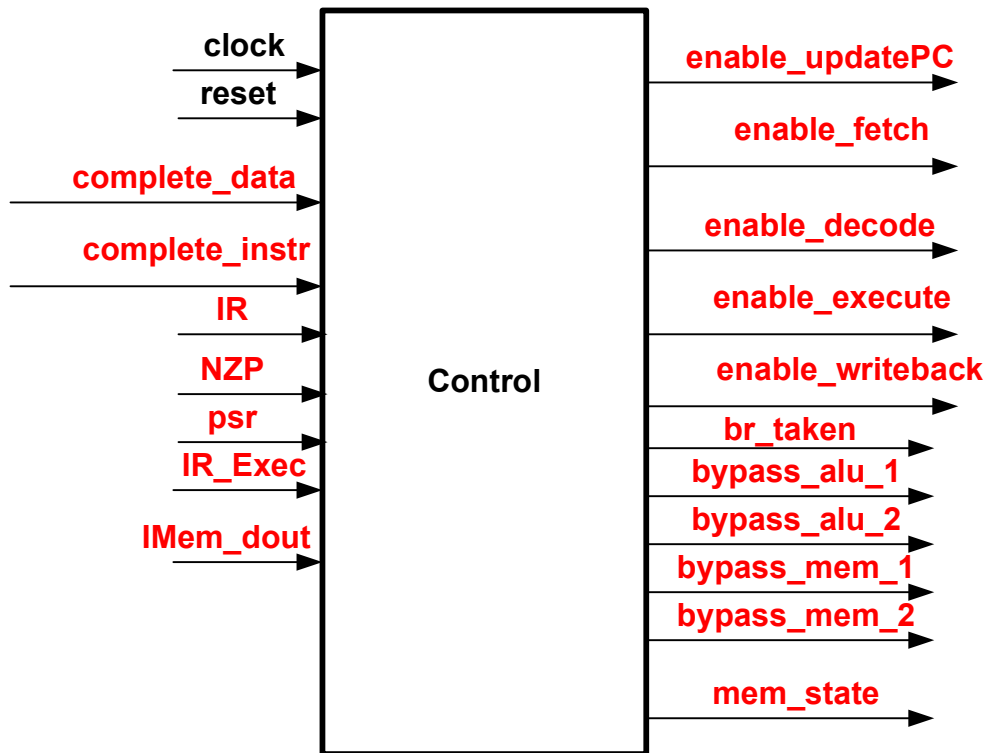 clock
reset
complete_data
complete_instr
IR
NZP
psr
IR_Exec
IMem_dout
Control
enable_updatePC
enable_fetch
enable_decode
enable_execute
enable_writeback
br_taken
bypass_alu_1
bypass_alu_2
bypass_mem_1
bypass_mem_2
mem_state